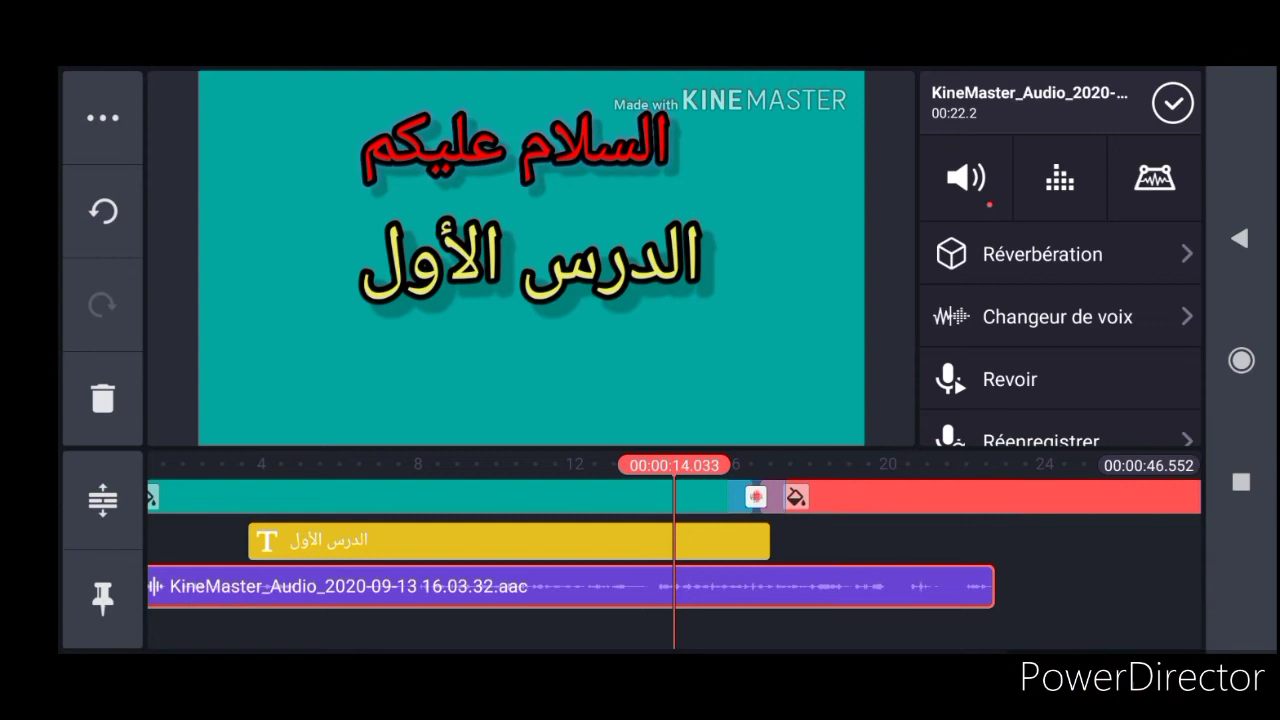 Made with KINEMASTER
السلام عليكم
الدرس الأول
KineMaster_Audio_2020-...
00:22.2
Réverbération
Changeur de voix
Revoir
Réenregistrer
4 8 12 00:00:14.033 6 20 24 00:00:46.552
T الدرس الأول
KineMaster_Audio_2020-09-13 16.03.32.aac
PowerDirector